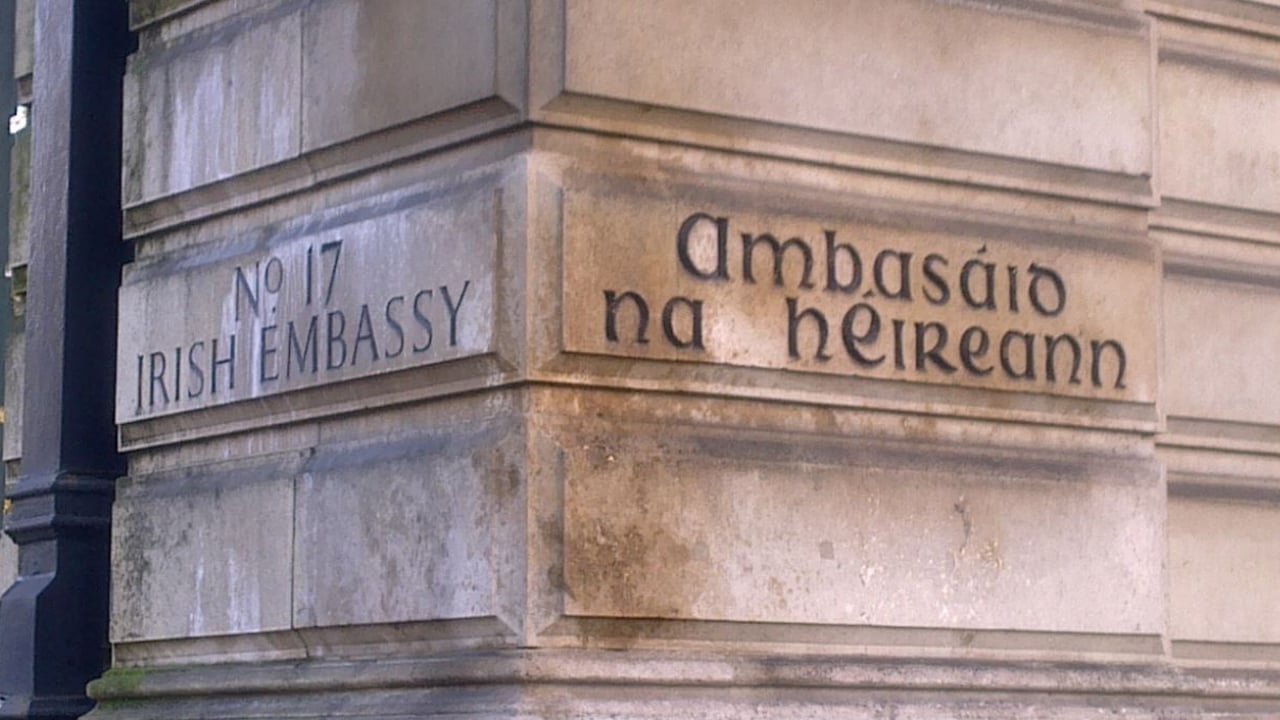 Nº 17
IRISH EMBASSY
ambasáid
na héireann